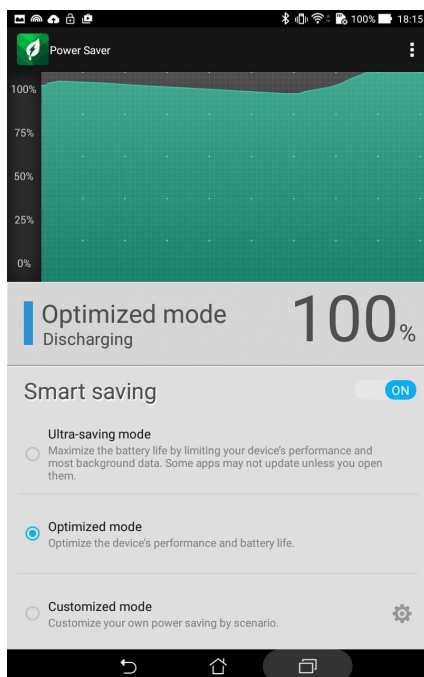 100% 18:15
Power Saver
100%
75%
50%
25%
0%
Optimized mode
Discharging
100%
Smart saving
ON
Ultra-saving mode
Maximize the battery life by limiting your device's performance and
most background data. Some apps may not update unless you open
them.
Optimized mode
Optimize the device's performance and battery life.
Customized mode
Customize your own power saving by scenario.